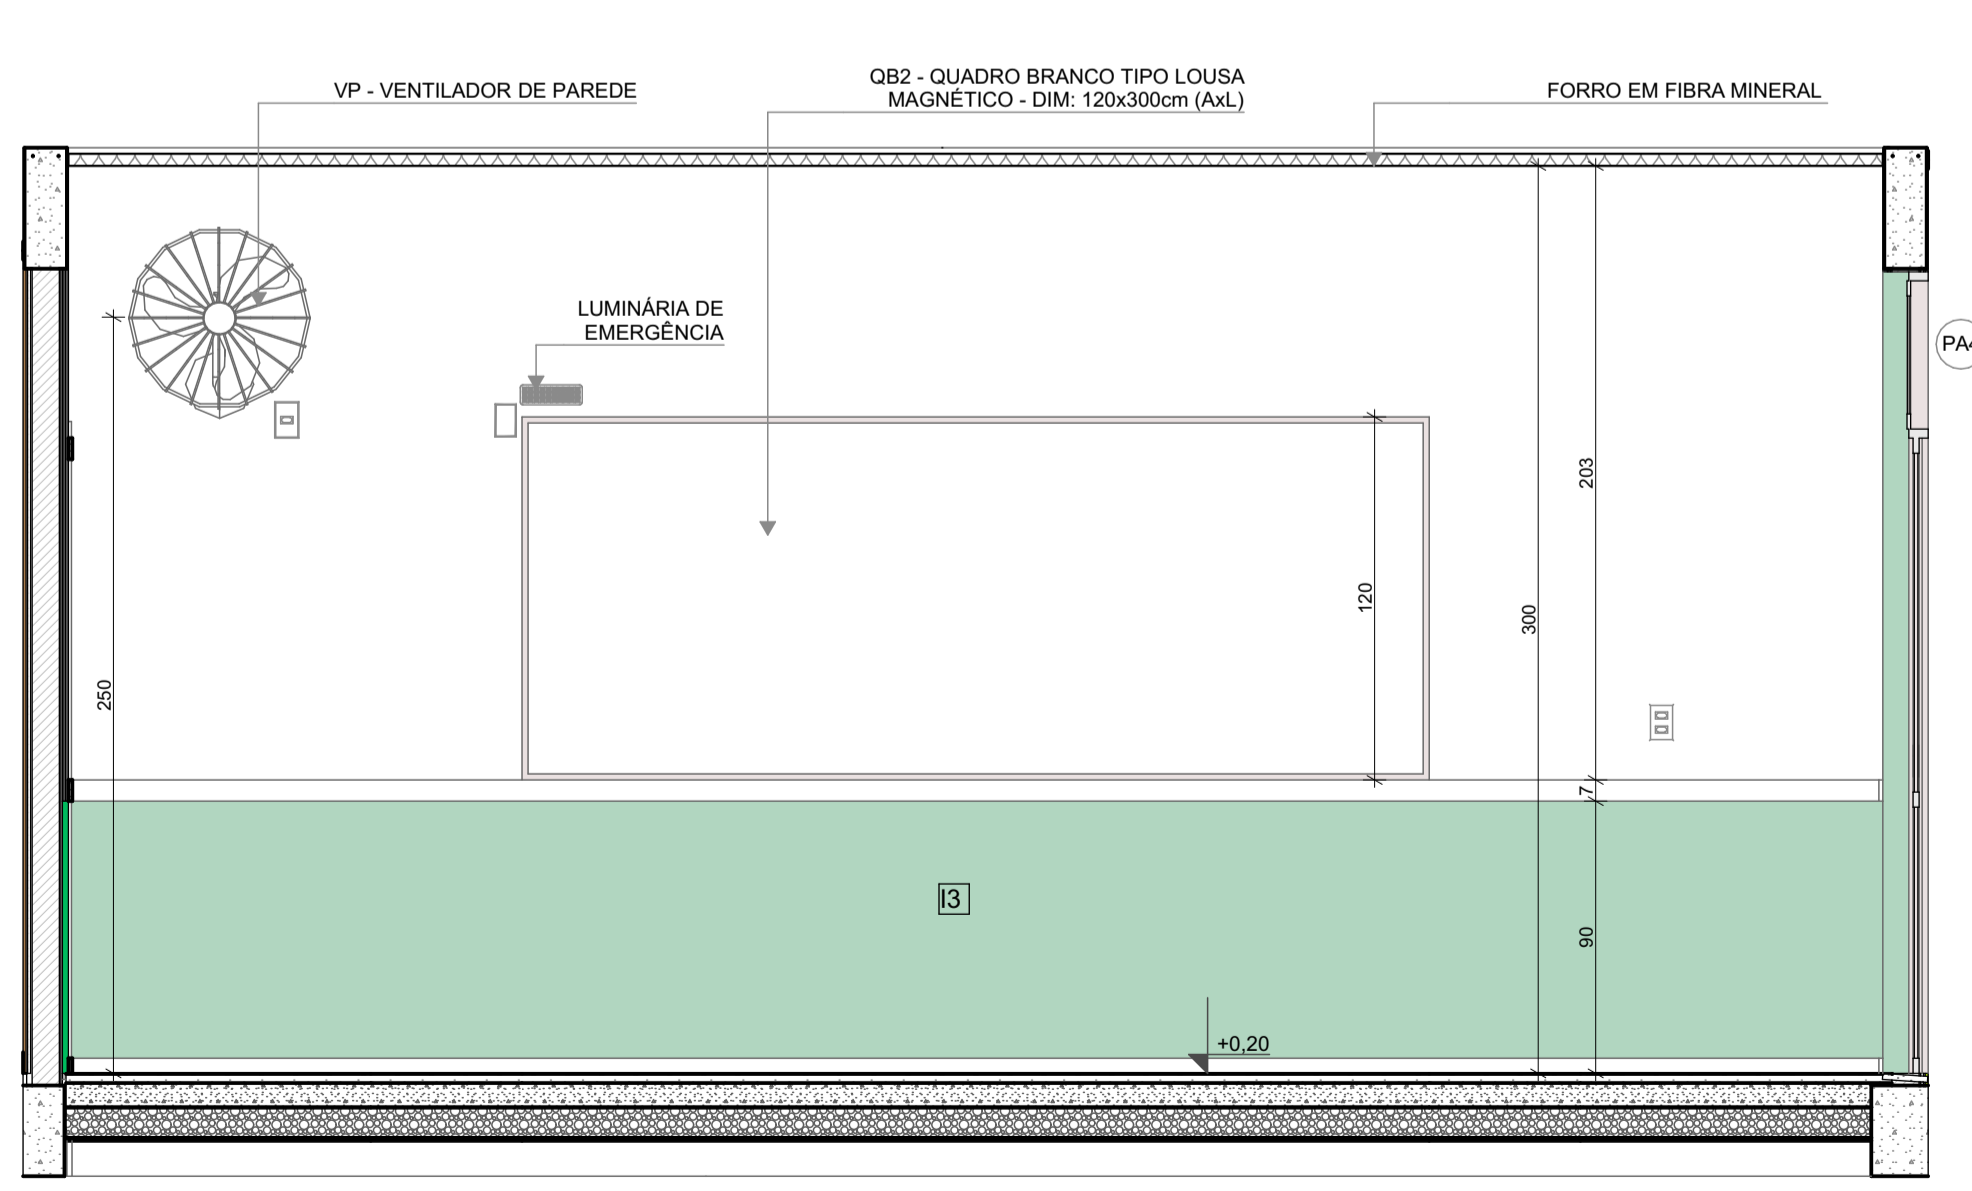 VP - VENTILADOR DE PAREDE
QB2 - QUADRO BRANCO TIPO LOUSA
MAGNÉTICO - DIM: 120x300cm (AxL)
FORRO EM FIBRA MINERAL
LUMINÁRIA DE
EMERGÊNCIA
PA4
203
120
300
250
7
I3
90
+0,20